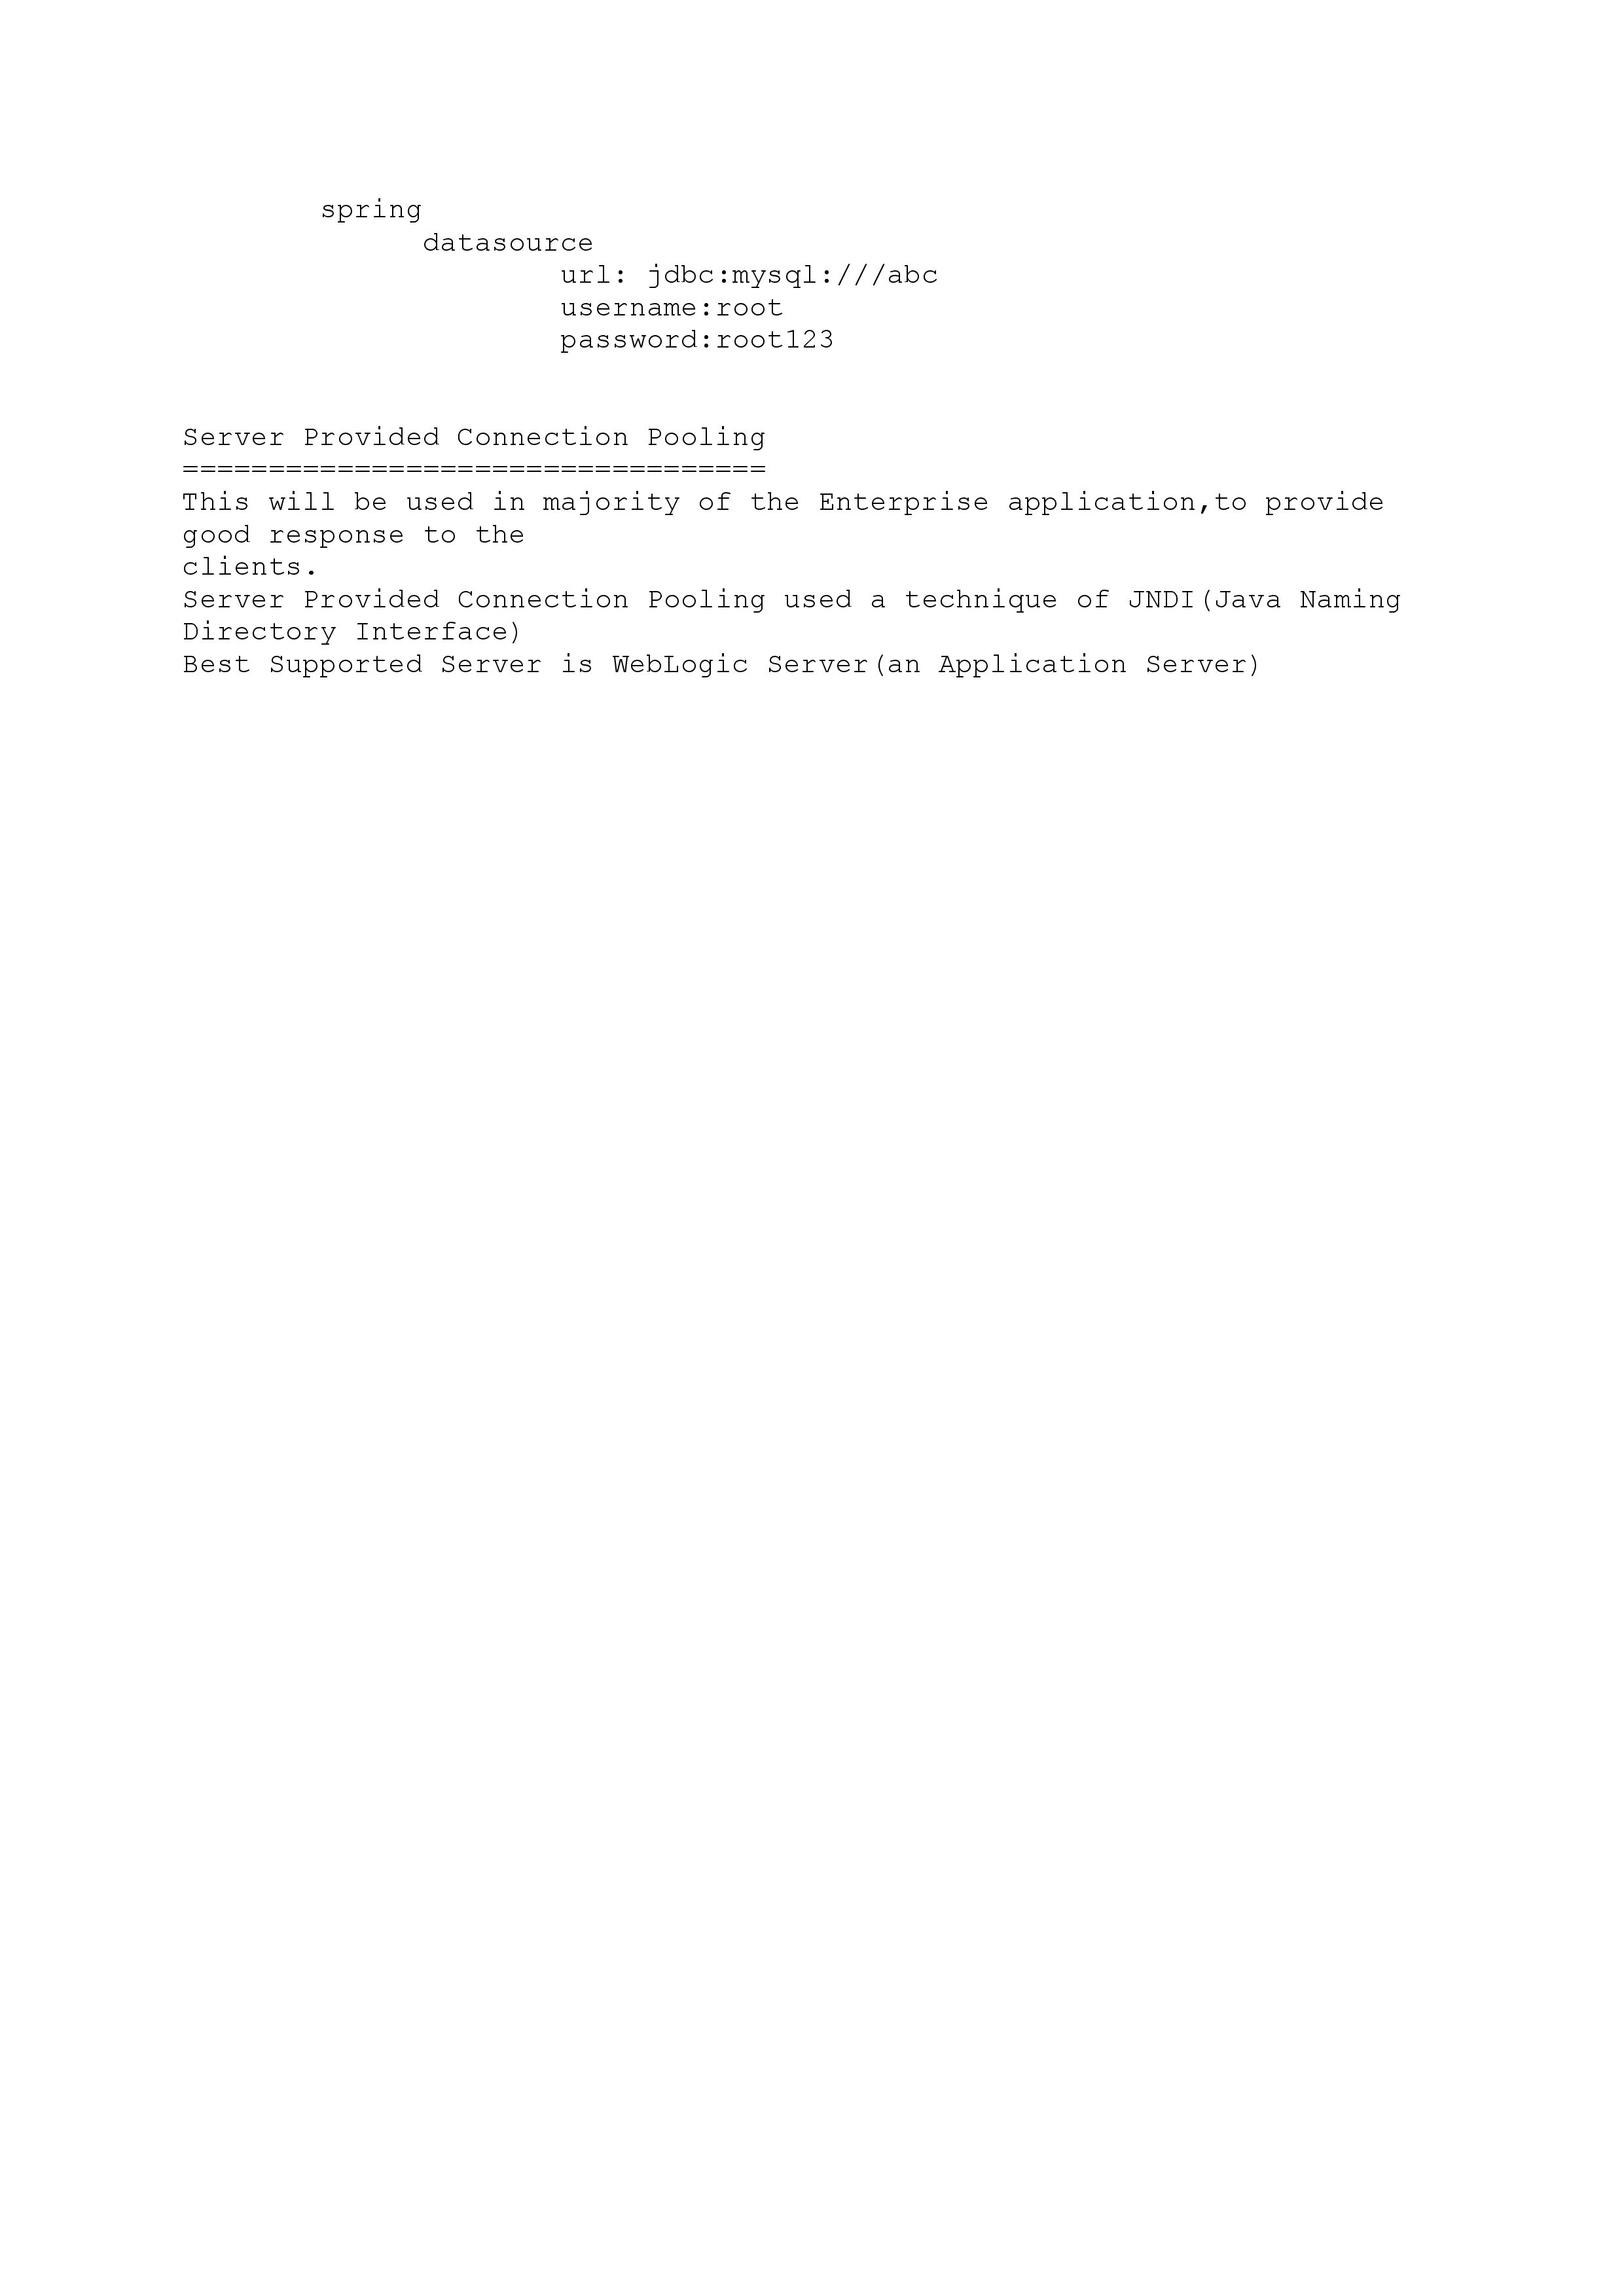 spring
datasource
url: jdbc:mysql:///abc
username:root
password:root123
Server Provided Connection Pooling
==================================
This will be used in majority of the Enterprise application,to provide
good response to the
clients.
Server Provided Connection Pooling used a technique of JNDI(Java Naming
Directory Interface)
Best Supported Server is WebLogic Server(an Application Server)